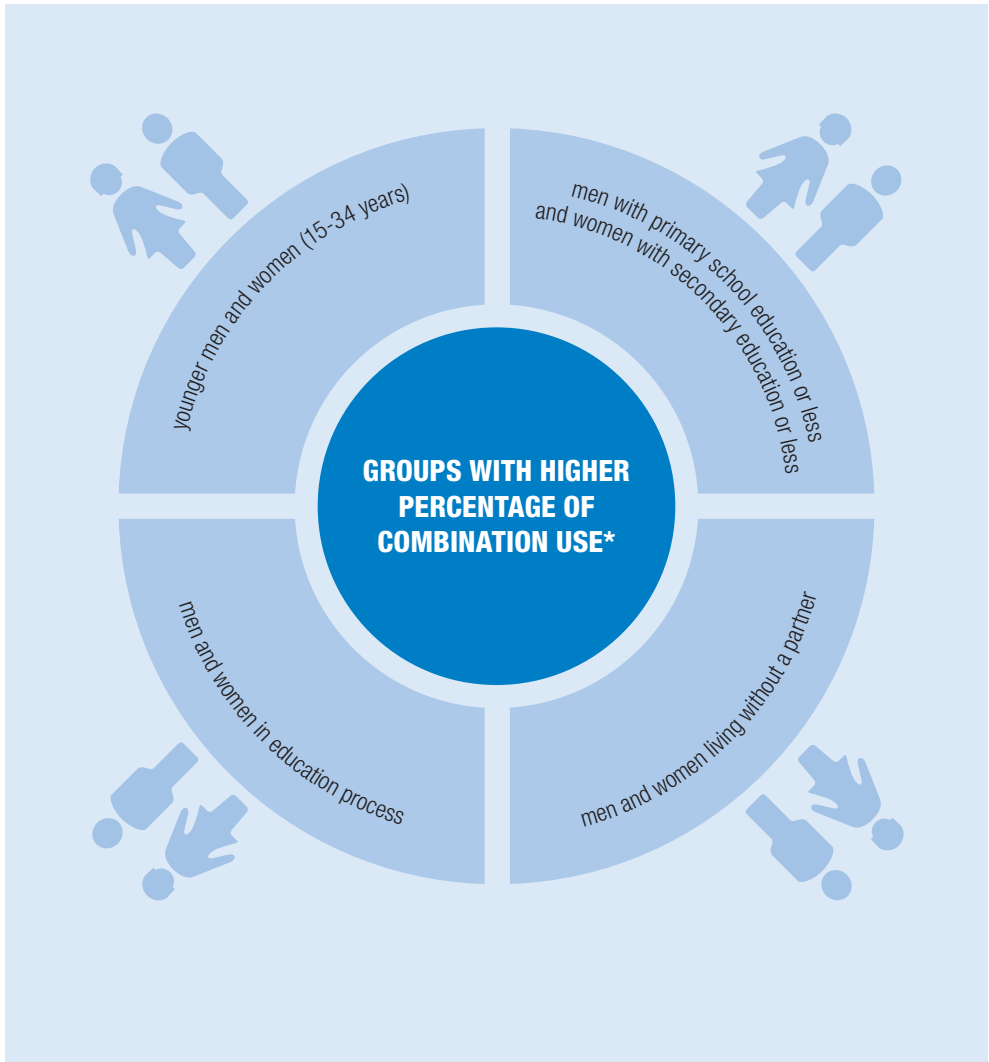 younger men and women (15-34 years)
men with primary school education or less
and women with secondary education or less
GROUPS WITH HIGHER
PERCENTAGE OF
COMBINATION USE*
men and women in education process
men and women living without a partner